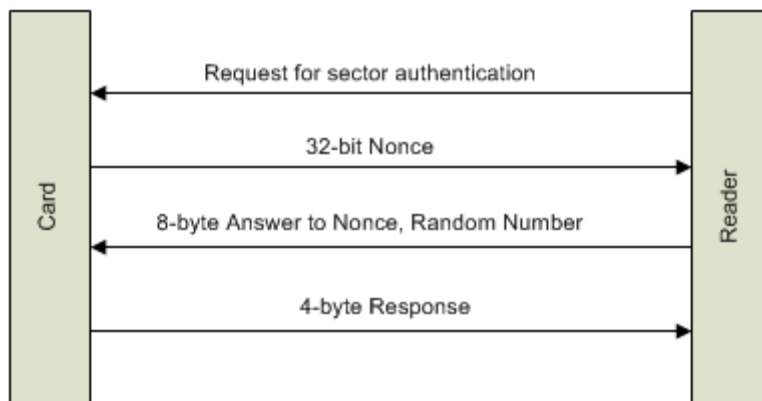 Request for sector authentication
32-bit Nonce
8-byte Answer to Nonce, Random Number
4-byte Response
Card
Reader